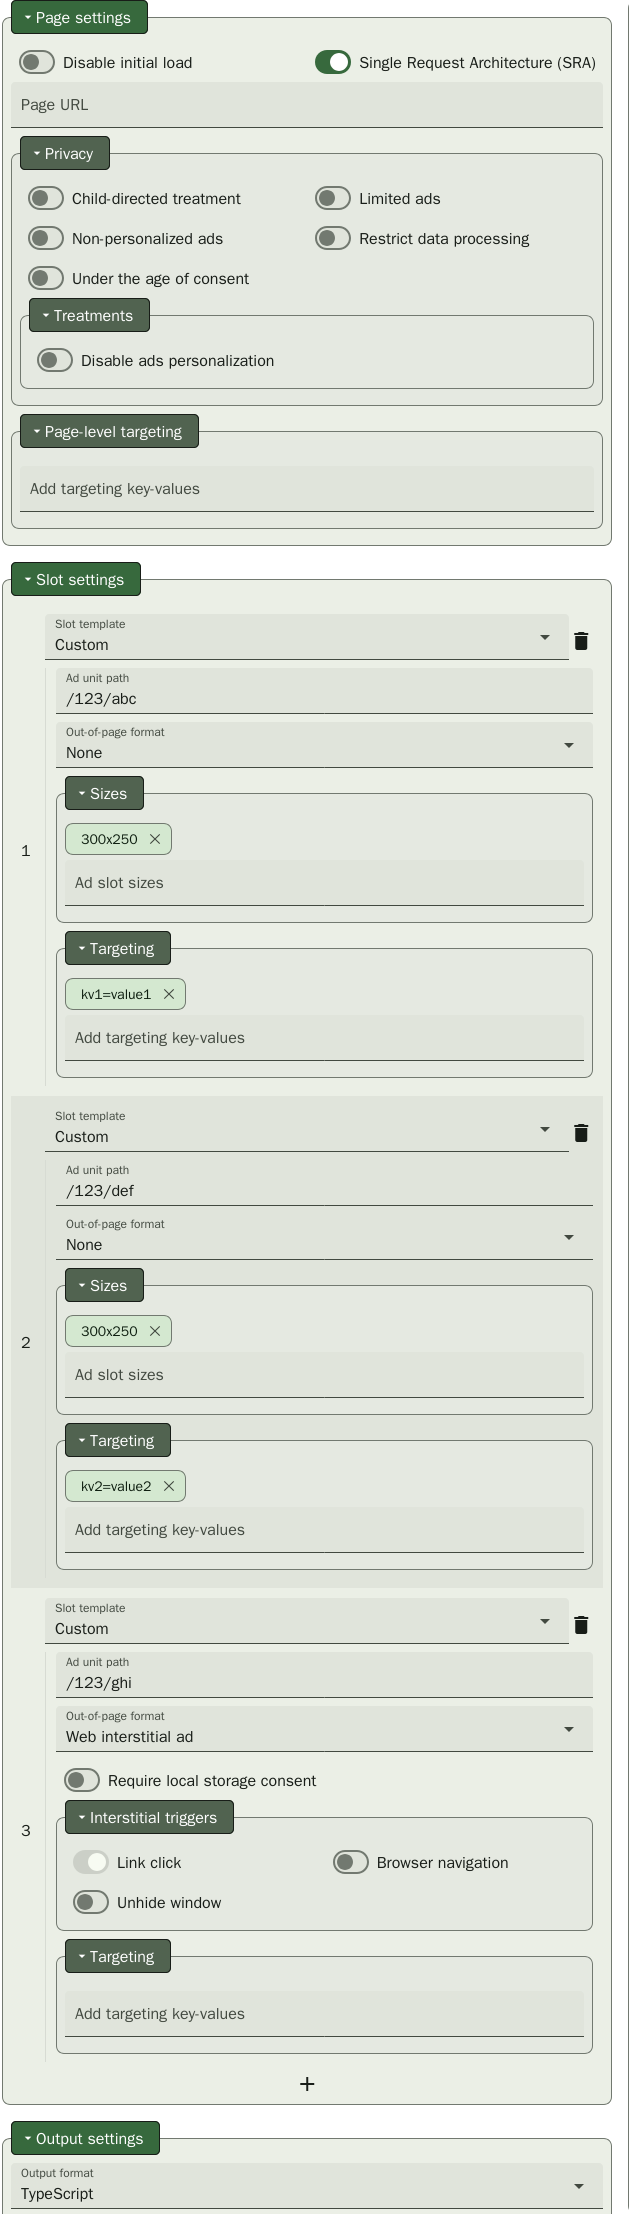 Page settings
Disable initial load
Single Request Architecture (SRA)
Page URL
Privacy
Child-directed treatment
Limited ads
Non-personalized ads
Restrict data processing
Under the age of consent
Treatments
Disable ads personalization
Page-level targeting
Add targeting key-values
Slot settings
1
Slot template
Custom
Ad unit path
/123/abc
Out-of-page format
None
Sizes
300x250
Ad slot sizes
Targeting
kv1=value1
Add targeting key-values
2
Slot template
Custom
Ad unit path
/123/def
Out-of-page format
None
Sizes
300x250
Ad slot sizes
Targeting
kv2=value2
Add targeting key-values
3
Slot template
Custom
Ad unit path
/123/ghi
Out-of-page format
Web interstitial ad
Require local storage consent
Interstitial triggers
Link click
Browser navigation
Unhide window
Targeting
Add targeting key-values
+
Output settings
Output format
TypeScript